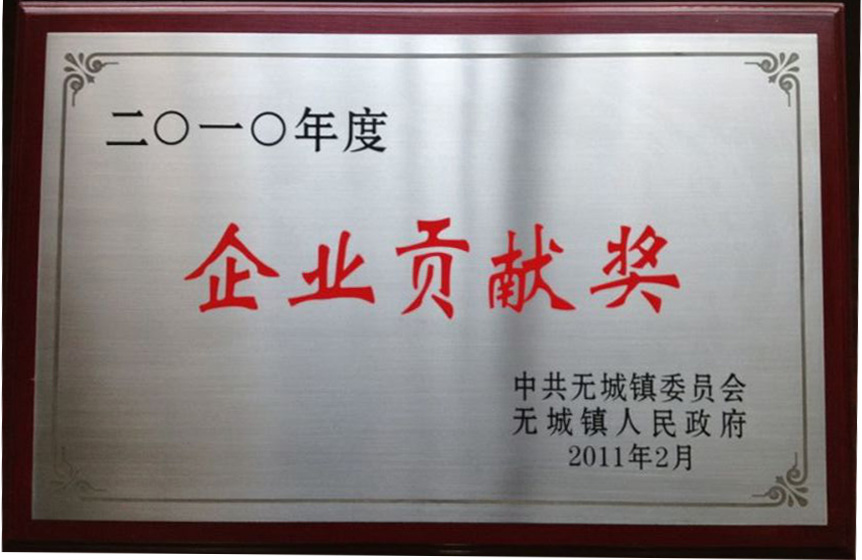 二〇一〇年度
企业贡献奖
中共无城镇委员会
无城镇人民政府
2011年2月